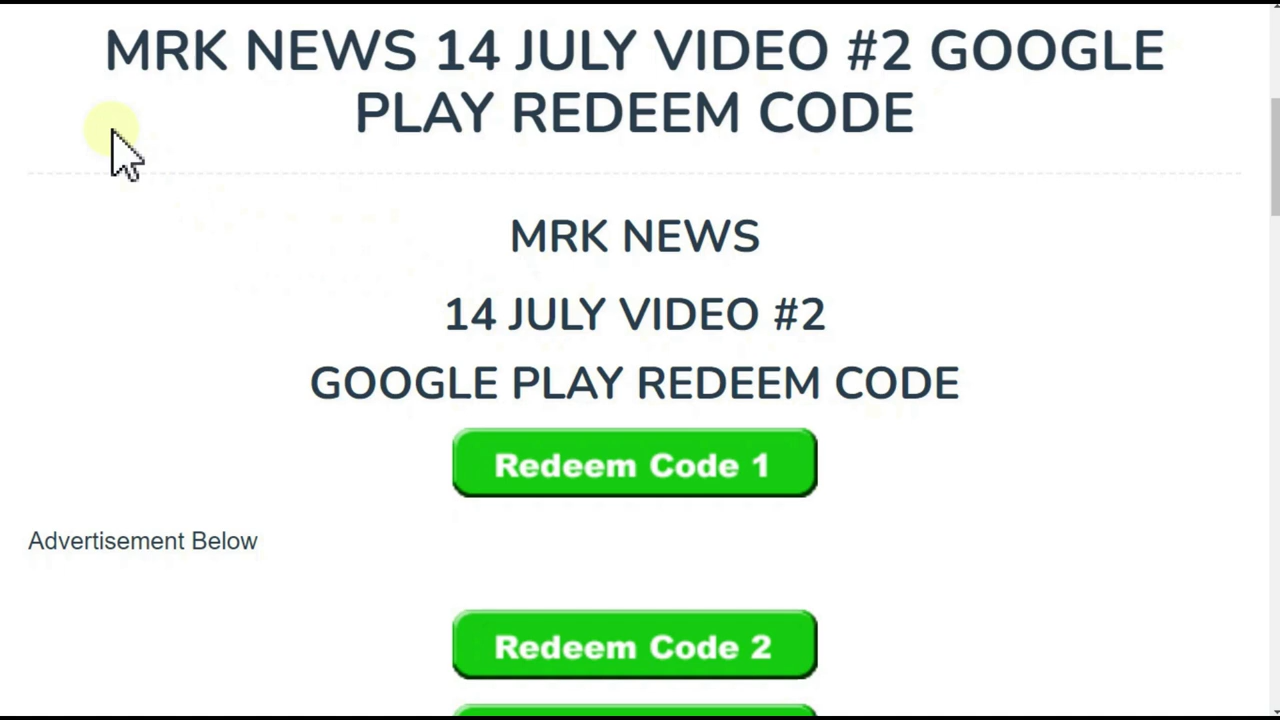 MRK NEWS 14 JULY VIDEO #2 GOOGLE
PLAY REDEEM CODE
MRK NEWS
14 JULY VIDEO #2
GOOGLE PLAY REDEEM CODE
Redeem Code 1
Advertisement Below
Redeem Code 2